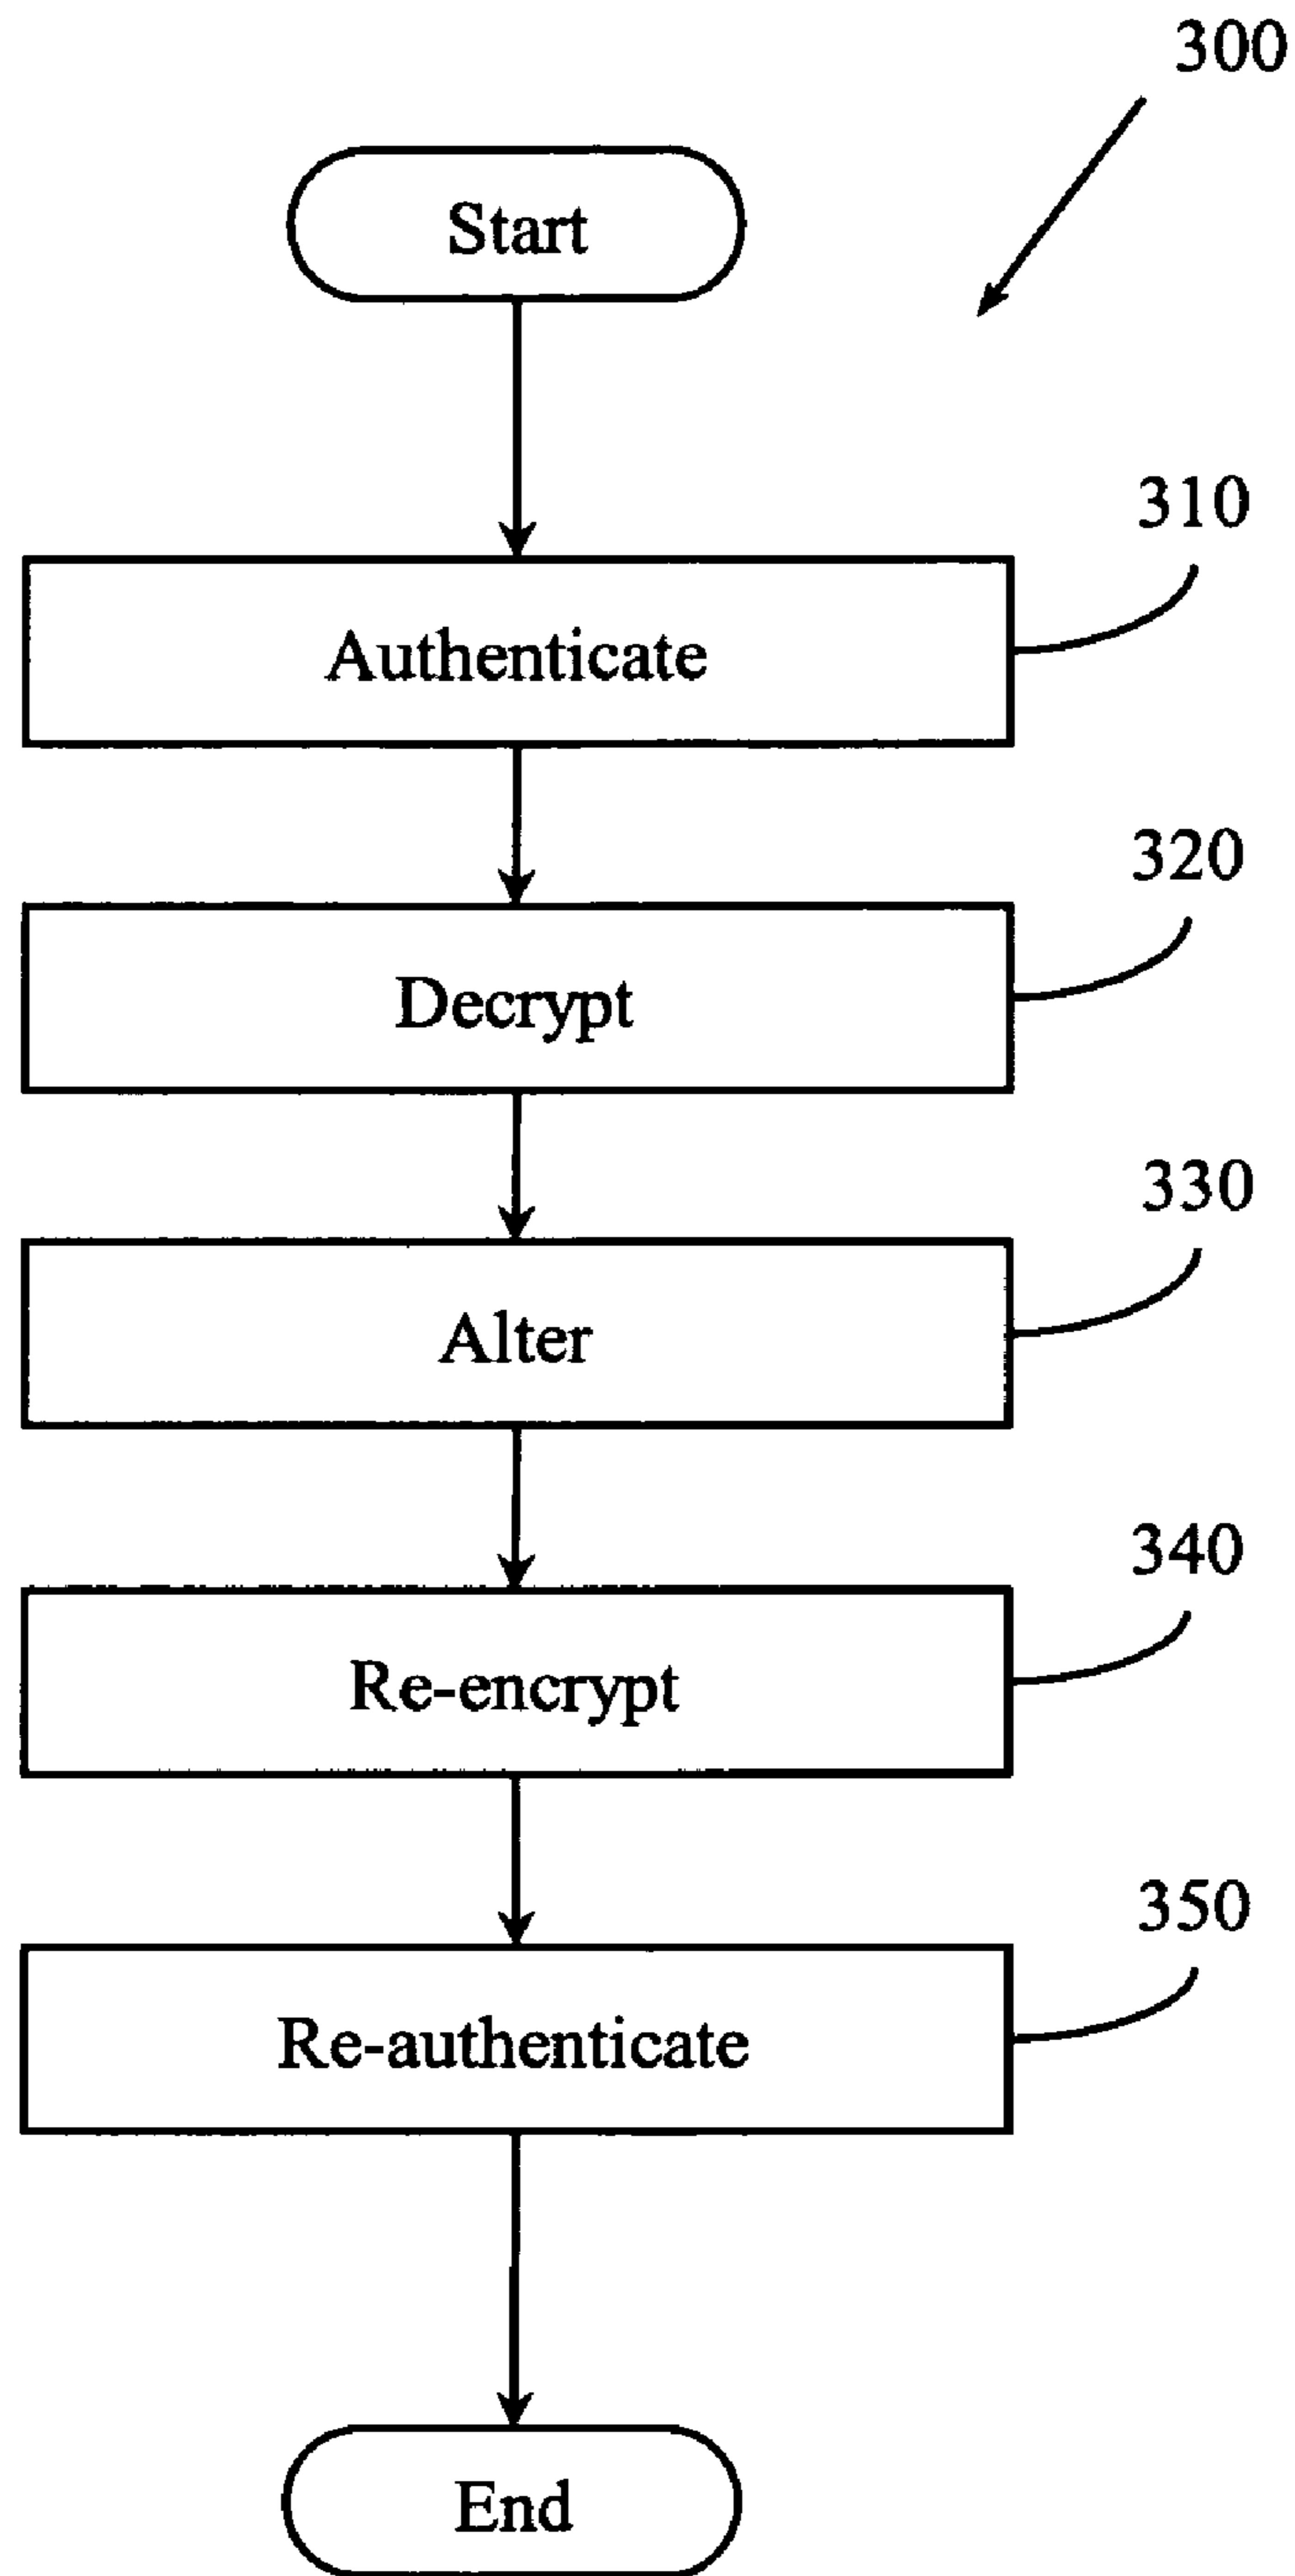 300
Start
310
Authenticate
320
Decrypt
330
Alter
340
Re-encrypt
350
Re-authenticate
End